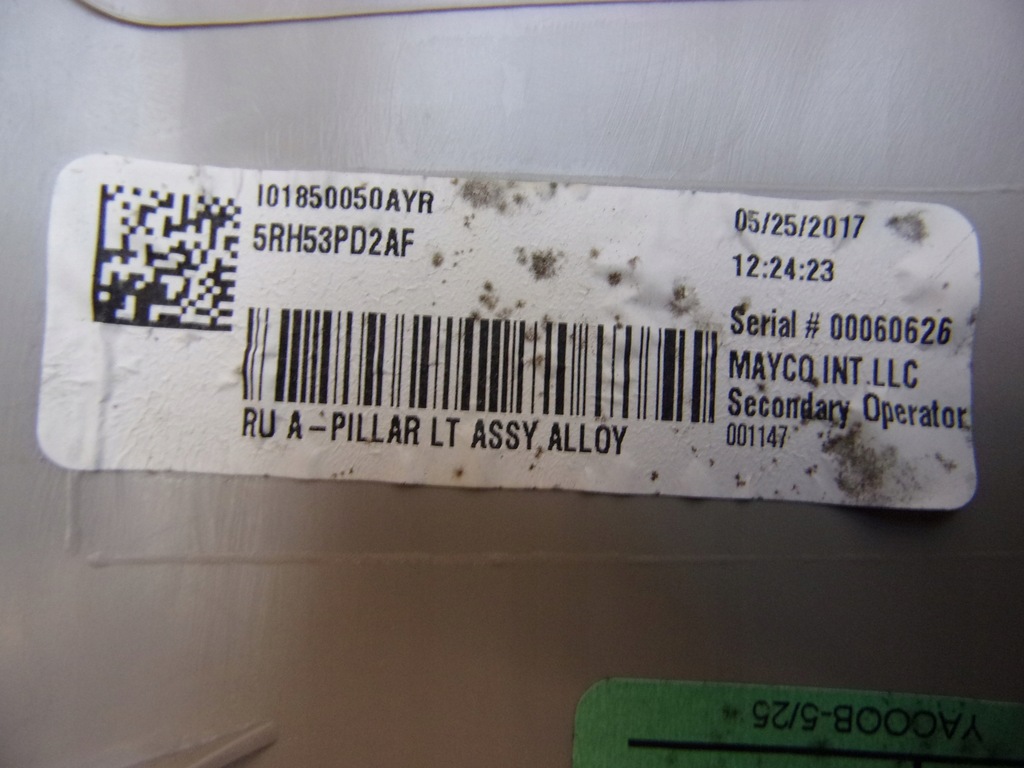 I01850050AYR
5RH53PD2AF
RU A-PILLAR LT ASSY,ALLOY
05/25/2017
12:24:23
Serial # 00060626
MAYCO INT.LLC
Secondary Operator
001147
YACOOB-5/25